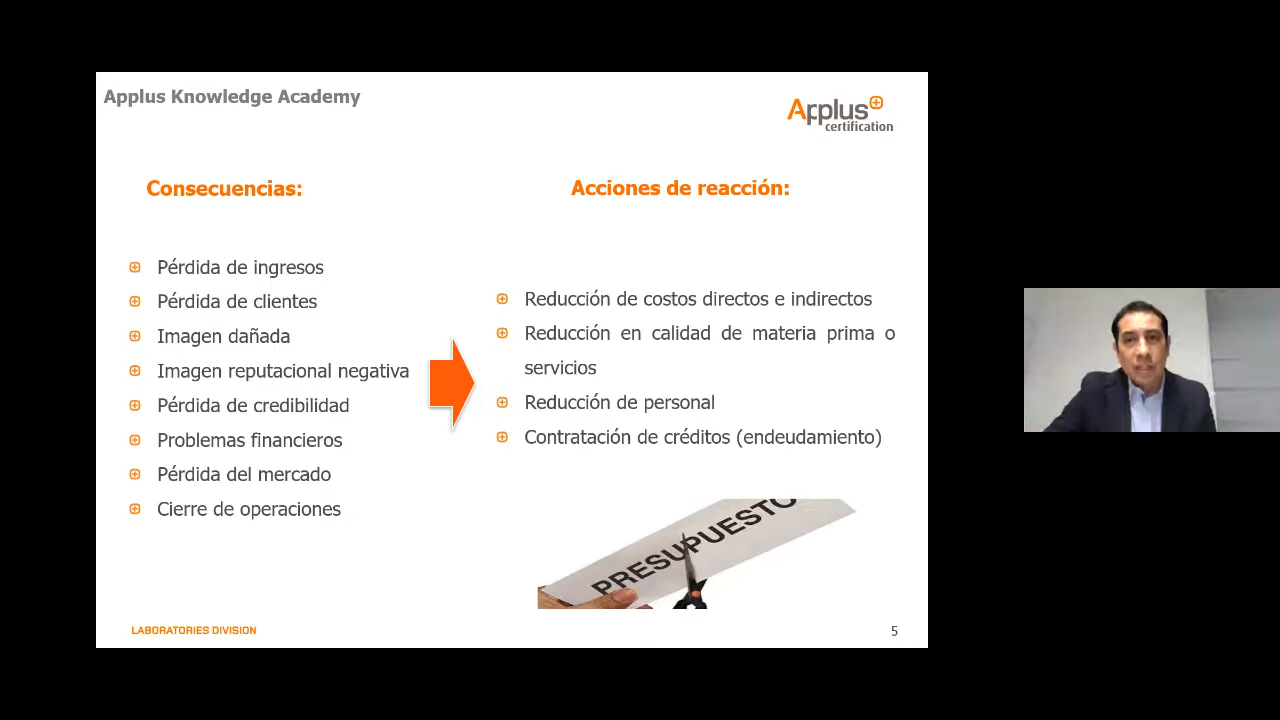 Applus Knowledge Academy
Applus+
certification
Consecuencias:
Pérdida de ingresos
Pérdida de clientes
Imagen dañada
Imagen reputacional negativa
Pérdida de credibilidad
Problemas financieros
Pérdida del mercado
Cierre de operaciones
Acciones de reacción:
Reducción de costos directos e indirectos
Reducción en calidad de materia prima o
servicios
Reducción de personal
Contratación de créditos (endeudamiento)
PRESUPUESTO
LABORATORIES DIVISION
5